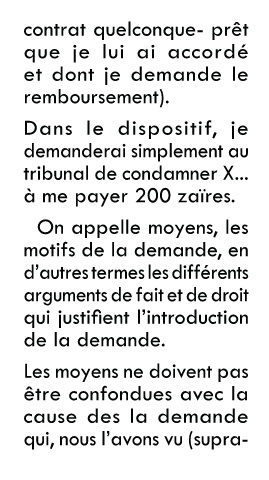 contrat quelconque- prêt
que je lui ai accordé
et dont je demande le
remboursement).
Dans le dispositif, je
demanderai simplement au
tribunal de condamner X...
à me payer 200 zaïres.
On appelle moyens, les
motifs de la demande, en
d'autres termes les différents
arguments de fait et de droit
qui justifient l'introduction
de la demande.
Les moyens ne doivent pas
être confondues avec la
cause des la demande
qui, nous l'avons vu (supra-